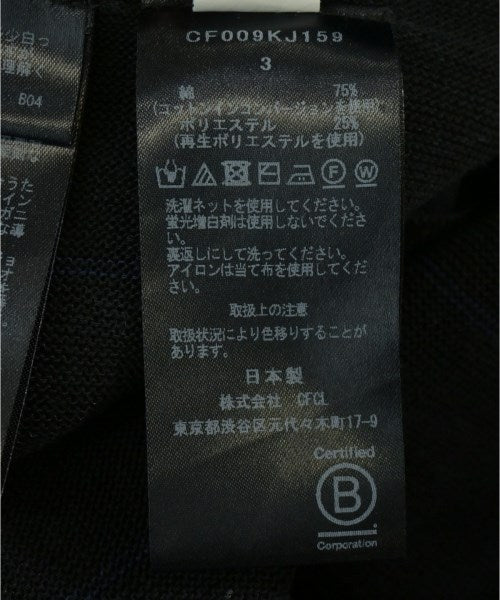 CF009KJ159
3
綿 75%
(コットンインコンバージョンを使用)
ポリエステル 25%
(再生ポリエステルを使用)
F W
洗濯ネットを使用してください。
蛍光増白剤は使用しないでくださ
い。
裏返しにして洗ってください。
アイロンは当て布を使用してくだ
さい。
取扱上の注意
取扱状況により色移りすることが
あります。
日本製
株式会社 CFCL
東京都渋谷区元代々木町17-9
Certified
B
Corporation
B04